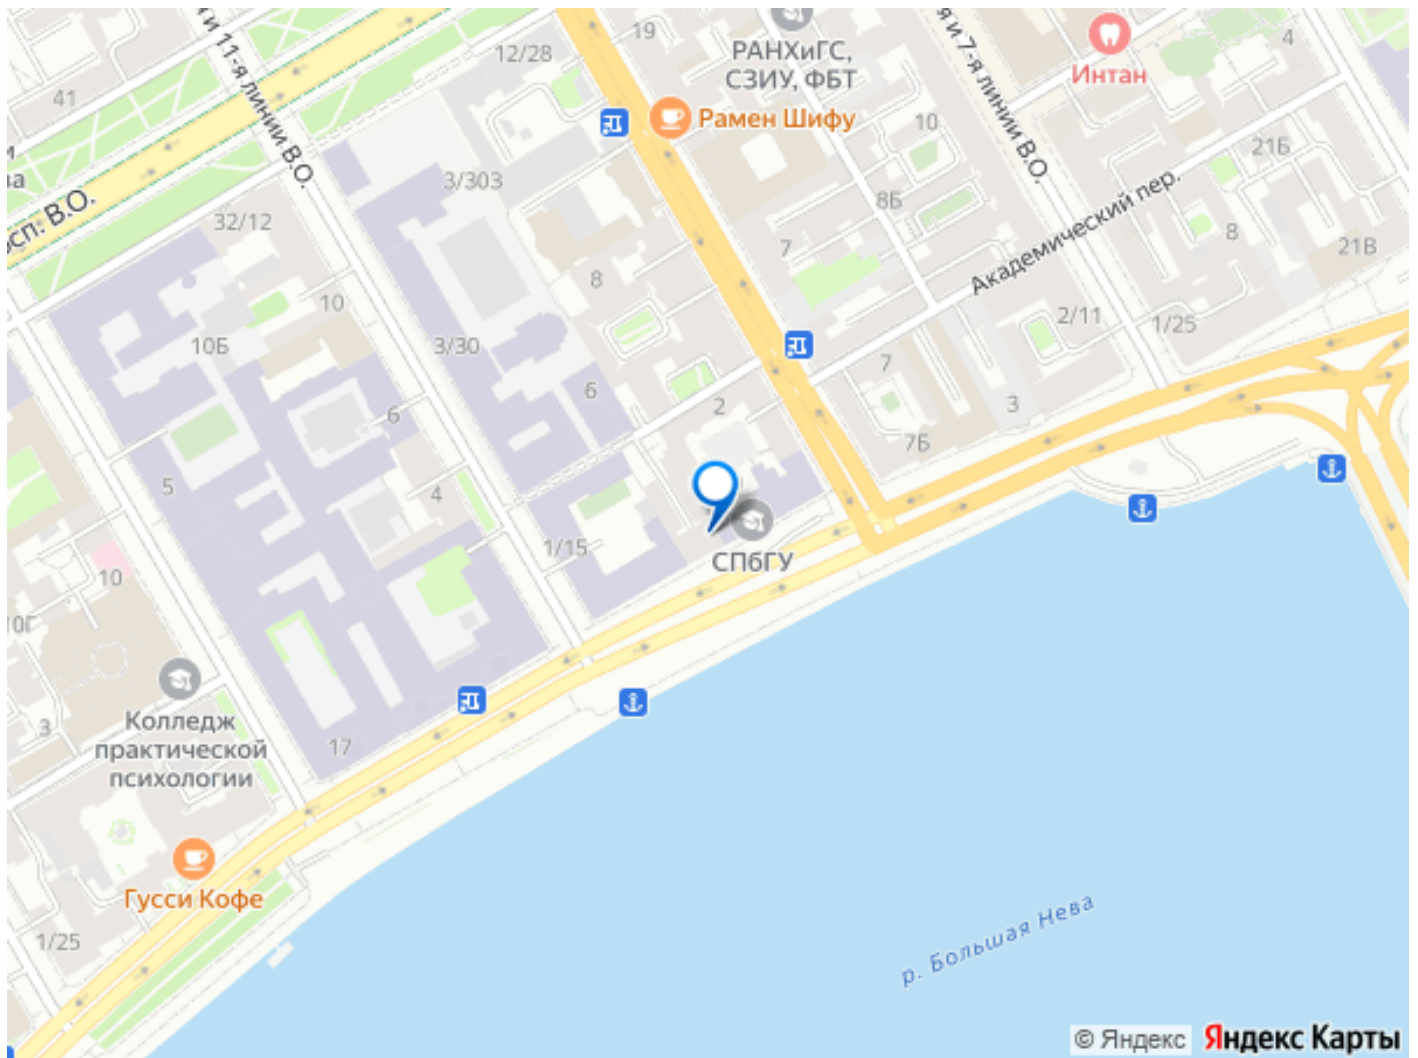 и 11-я линии В.О.
12/28
19
РАНХиГС,
СЗИУ, ФБТ
я и 7-я линии В.О.
Интан
4
41
Рамен Шифу
10
21Б
и
ва
3/303
8Б
Академический пер.
сп. В.О.
32/12
7
8
8
21В
10
2/11
1/25
10Б
3/30
7
6
6
2
3
7Б
5
4
1/15
СПбГУ
10
10Г
3
Колледж
практической
психологии
17
Гусси Кофе
1/25
р. Большая Нева
© Яндекс Яндекс Карты